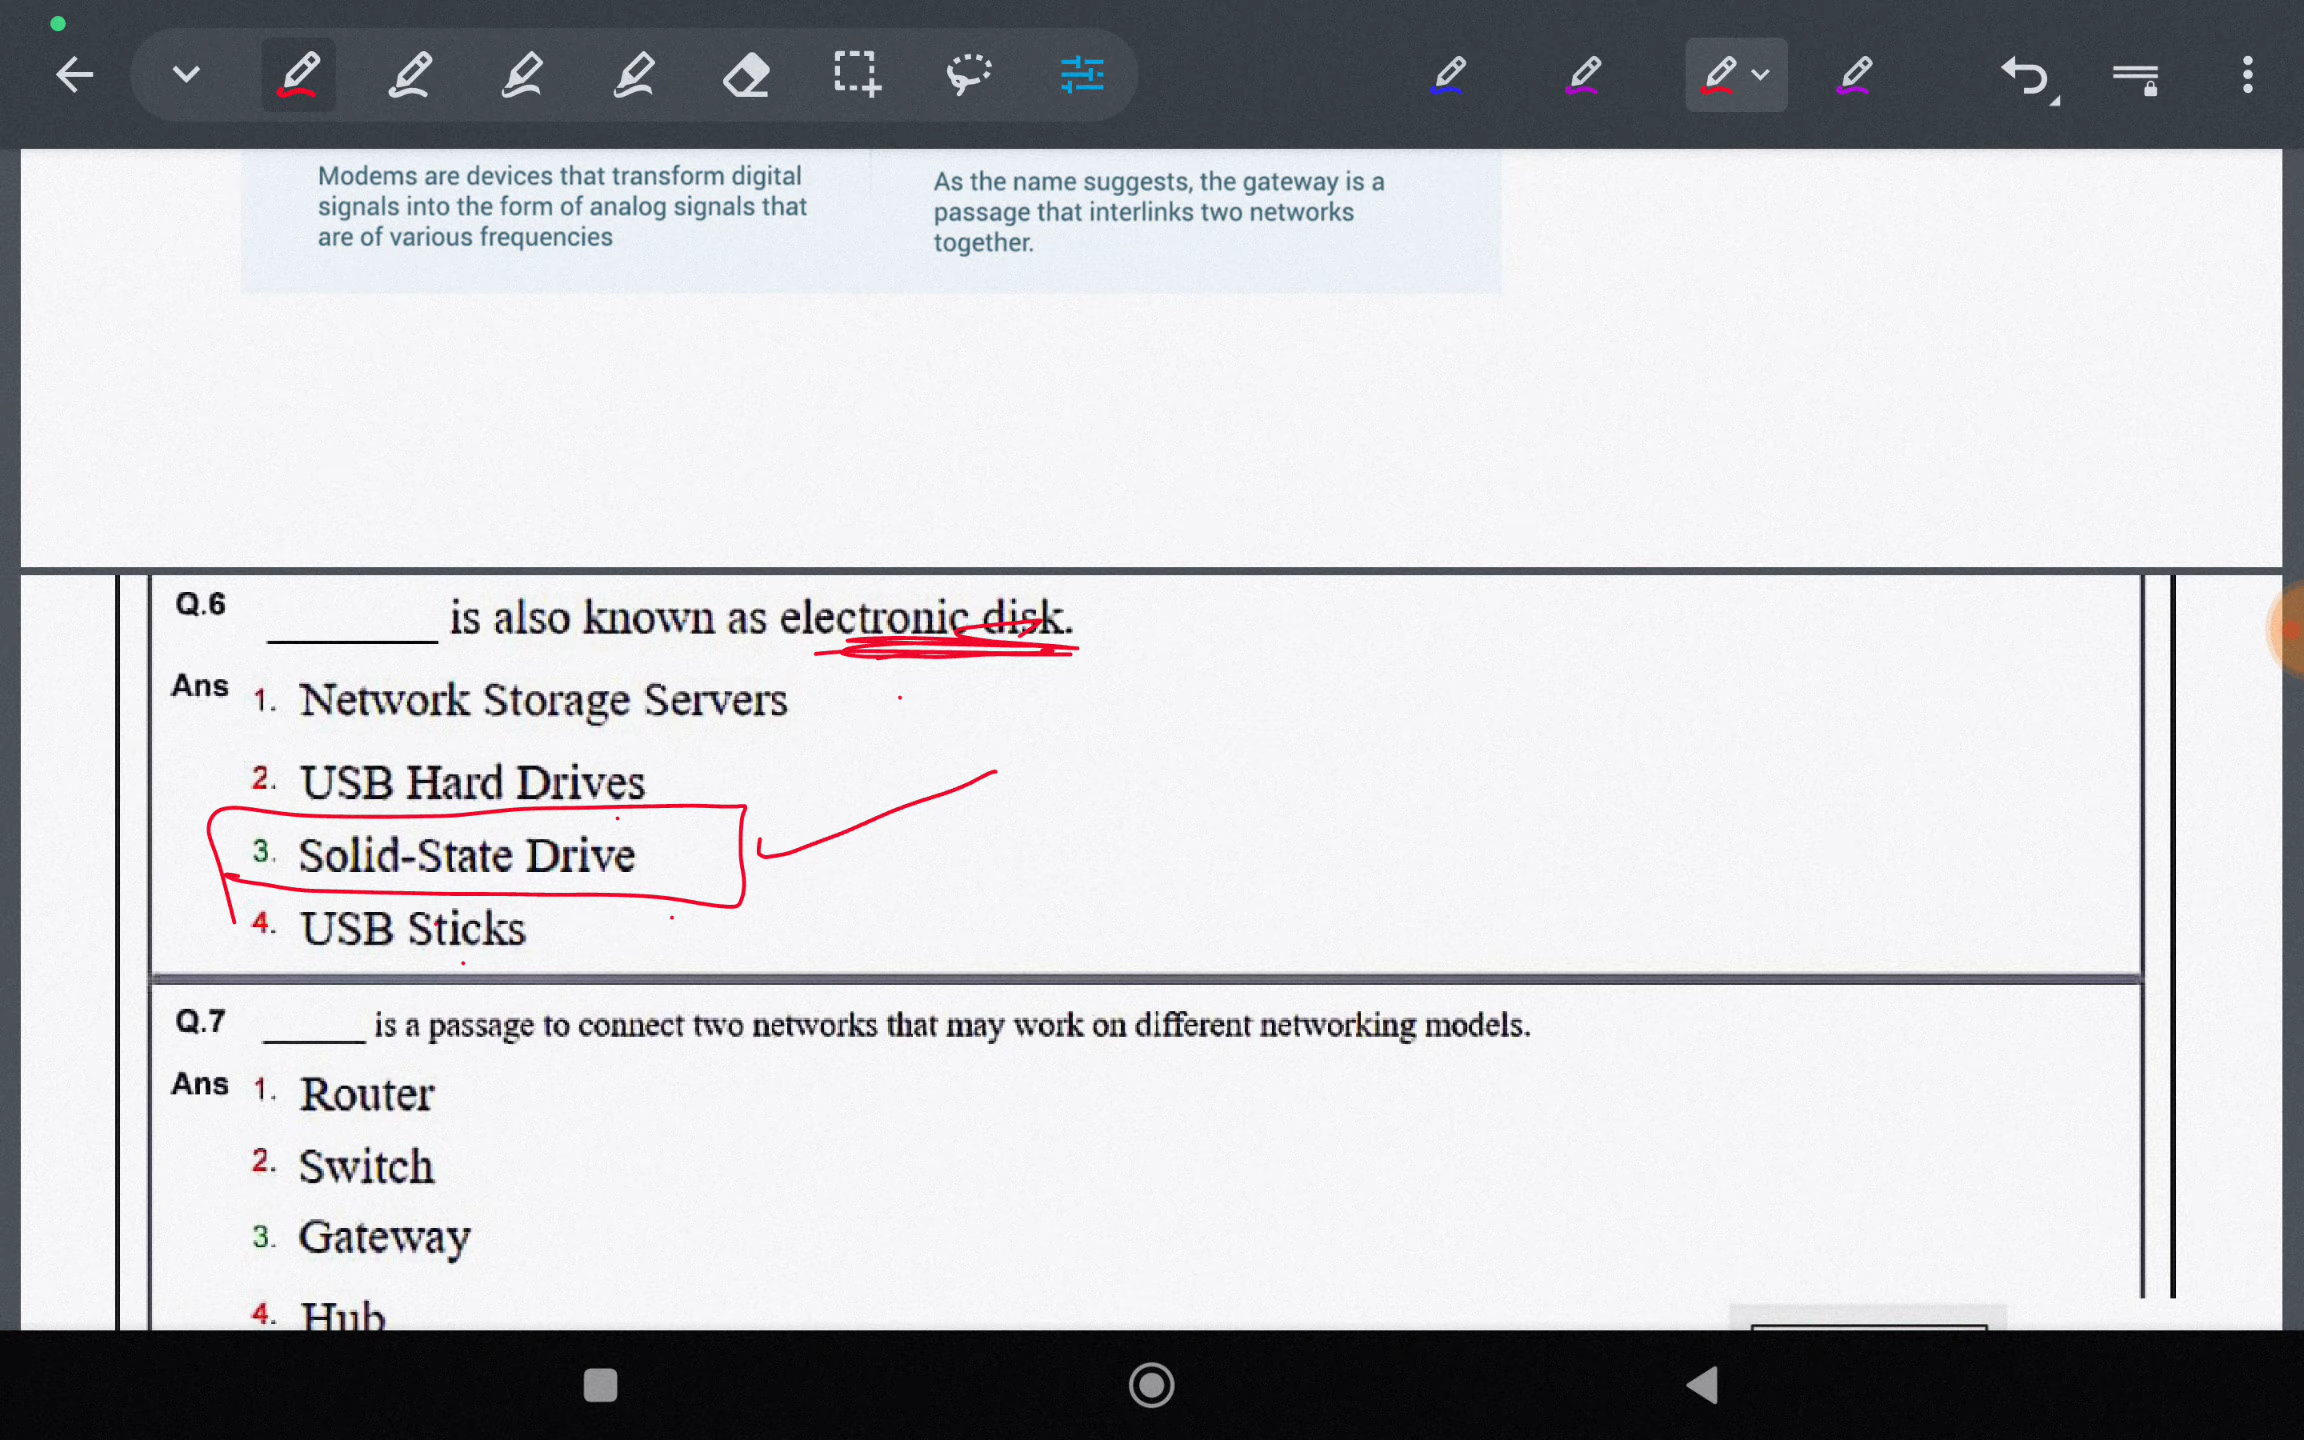 Modems are devices that transform digital
signals into the form of analog signals that
are of various frequencies
As the name suggests, the gateway is a
passage that interlinks two networks
together.
Q.6 ______ is also known as electronic disk.
Ans 1. Network Storage Servers
2. USB Hard Drives
3. Solid-State Drive
4. USB Sticks
Q.7 ______ is a passage to connect two networks that may work on different networking models.
Ans 1. Router
2. Switch
3. Gateway
4. Hub